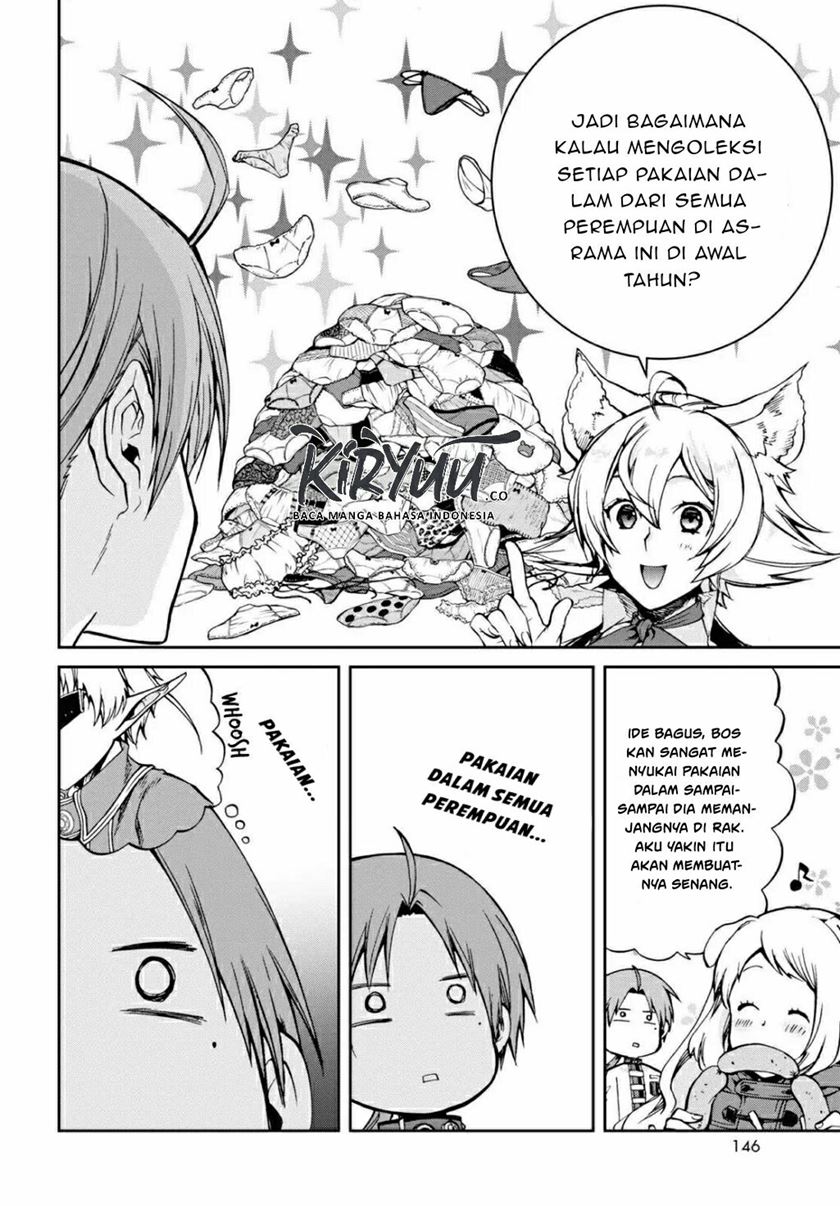 JADI BAGAIMANA
KALAU MENGOLEKSI
SETIAP PAKAIAN DA-
LAM DARI SEMUA
PEREMPUAN DI AS-
RAMA INI DI AWAL
TAHUN?
KIRYUU
.CO
BACA MANGA BAHASA INDONESIA
IDE BAGUS, BOS
KAN SANGAT ME-
NYUKAI PAKAIAN
DALAM SAMPAI-
SAMPAI DIA MEMAN-
JANGNYA DI RAK.
AKU YAKIN ITU
AKAN MEMBUAT-
NYA SENANG.
PAKAIAN
DALAM SEMUA
PEREMPUAN...
PAKAIAN...
WHOOSH
146